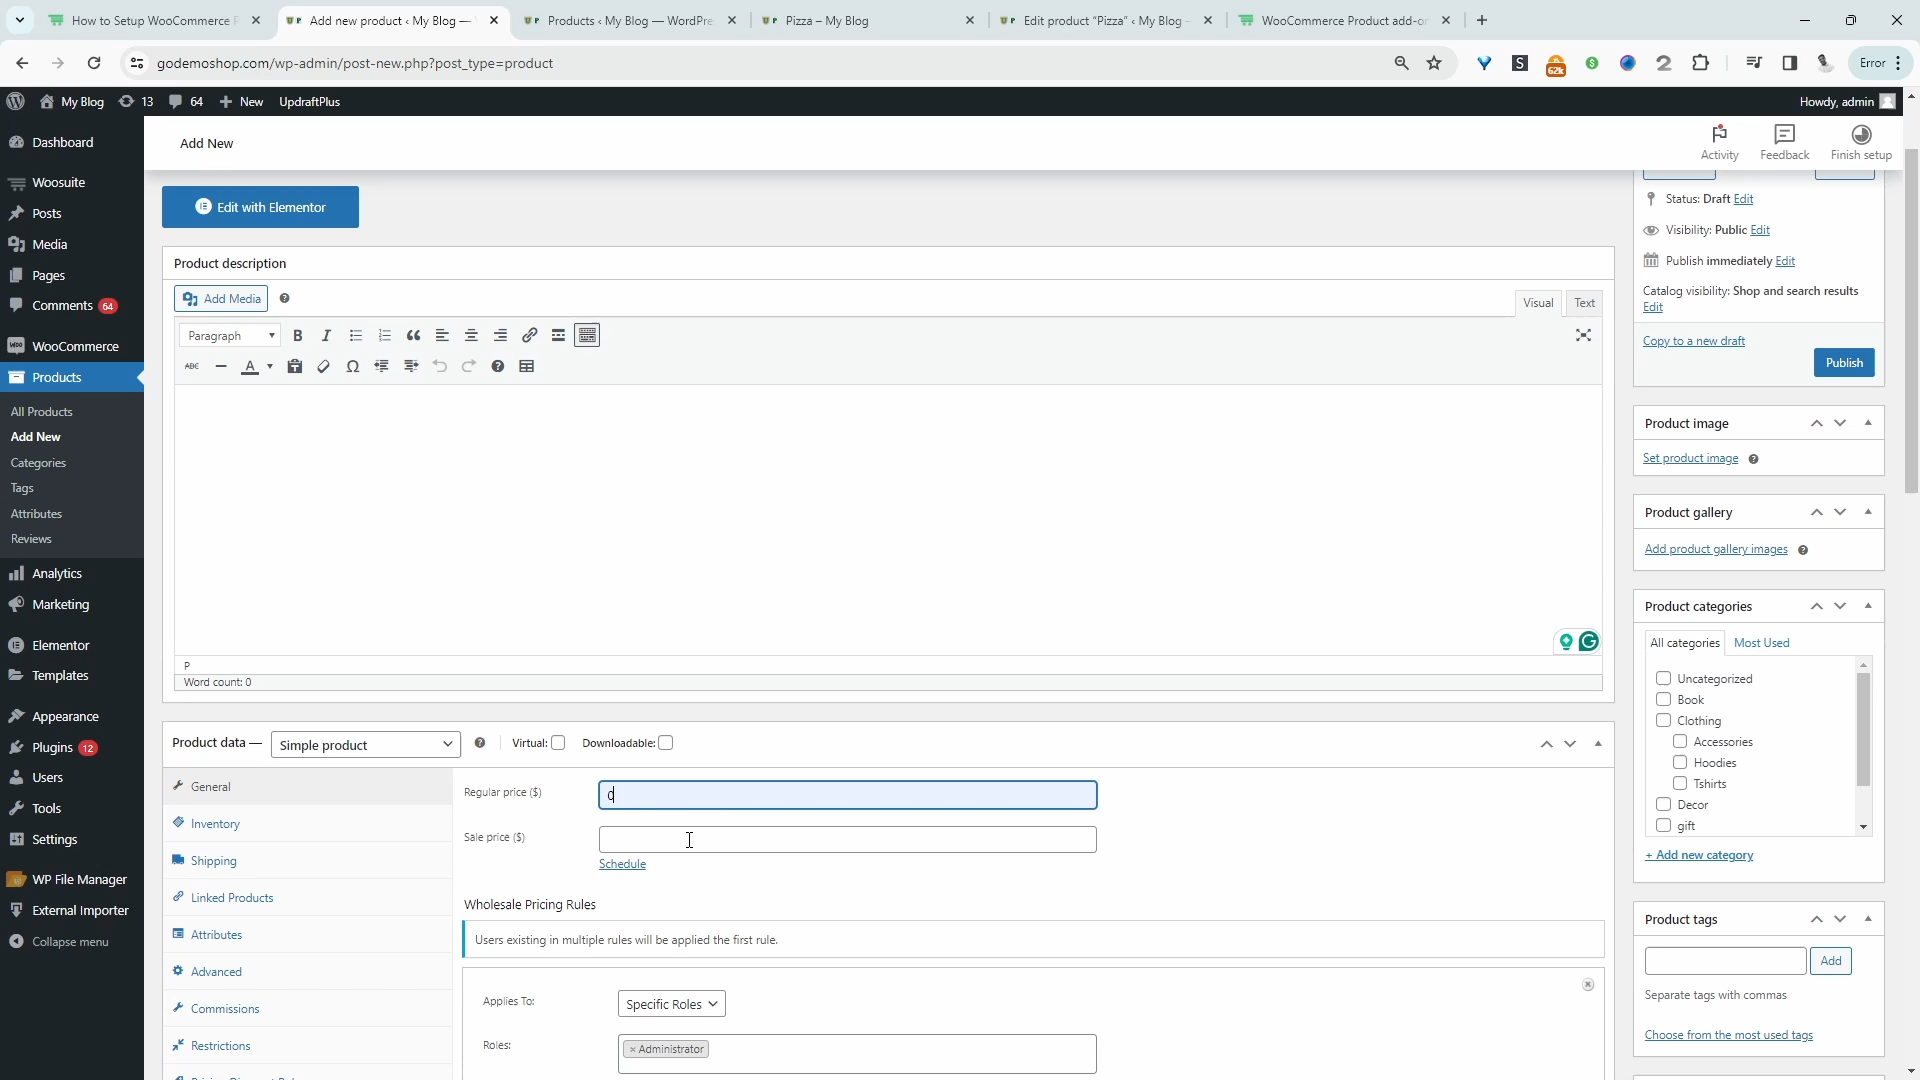 How to Setup WooCommerce P
Add new product ‹ My Blog —
Products ‹ My Blog — WordPre
Pizza – My Blog
Edit product "Pizza" ‹ My Blog -
WooCommerce Product add-or
godemoshop.com/wp-admin/post-new.php?post_type=product
62k
Error
My Blog
13
64
New
UpdraftPlus
Howdy, admin
Dashboard
Woosuite
Posts
Media
Pages
Comments 64
WooCommerce
Products
All Products
Add New
Categories
Tags
Attributes
Reviews
Analytics
Marketing
Elementor
Templates
Appearance
Plugins 12
Users
Tools
Settings
WP File Manager
External Importer
Collapse menu
Add New
Activity
Feedback
Finish setup
Edit with Elementor
Product description
Add Media
Visual
Text
Paragraph
P
Word count: 0
Product data —
Simple product
Virtual:
Downloadable:
General
Inventory
Shipping
Linked Products
Attributes
Advanced
Commissions
Restrictions
Regular price ($)
Sale price ($)
Schedule
Wholesale Pricing Rules
Users existing in multiple rules will be applied the first rule.
Applies To:
Specific Roles
Roles:
× Administrator
Status: Draft Edit
Visibility: Public Edit
Publish immediately Edit
Catalog visibility: Shop and search results
Edit
Copy to a new draft
Publish
Product image
Set product image
Product gallery
Add product gallery images
Product categories
All categories
Most Used
Uncategorized
Book
Clothing
Accessories
Hoodies
Tshirts
Decor
gift
+ Add new category
Product tags
Add
Separate tags with commas
Choose from the most used tags